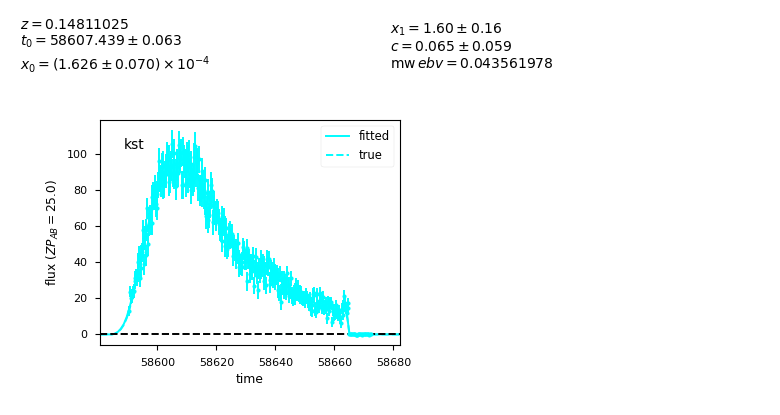 z = 0.14811025
t₀ = 58607.439 ± 0.063
x₀ = (1.626 ± 0.070) × 10⁻⁴
x₁ = 1.60 ± 0.16
c = 0.065 ± 0.059
mw ebv = 0.043561978
kst
fitted
true
flux (ZP_AB = 25.0)
100
80
60
40
20
0
58600 58620 58640 58660 58680
time